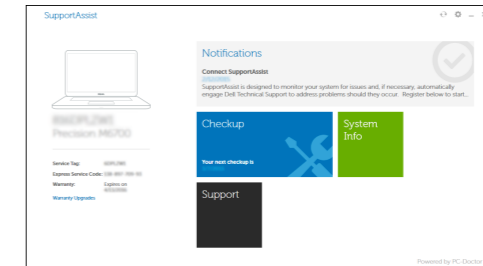 SupportAssist
Notifications
Connect SupportAssist
SupportAssist is designed to monitor your system for issues and, if necessary, automatically
engage Dell Technical Support to address problems should they occur. Register below to start...
Precision M6700
Checkup
Your next checkup is
System
Info
Service Tag:
Express Service Code:
Warranty: Expires on
Warranty Upgrades
Support
Powered by PC-Doctor